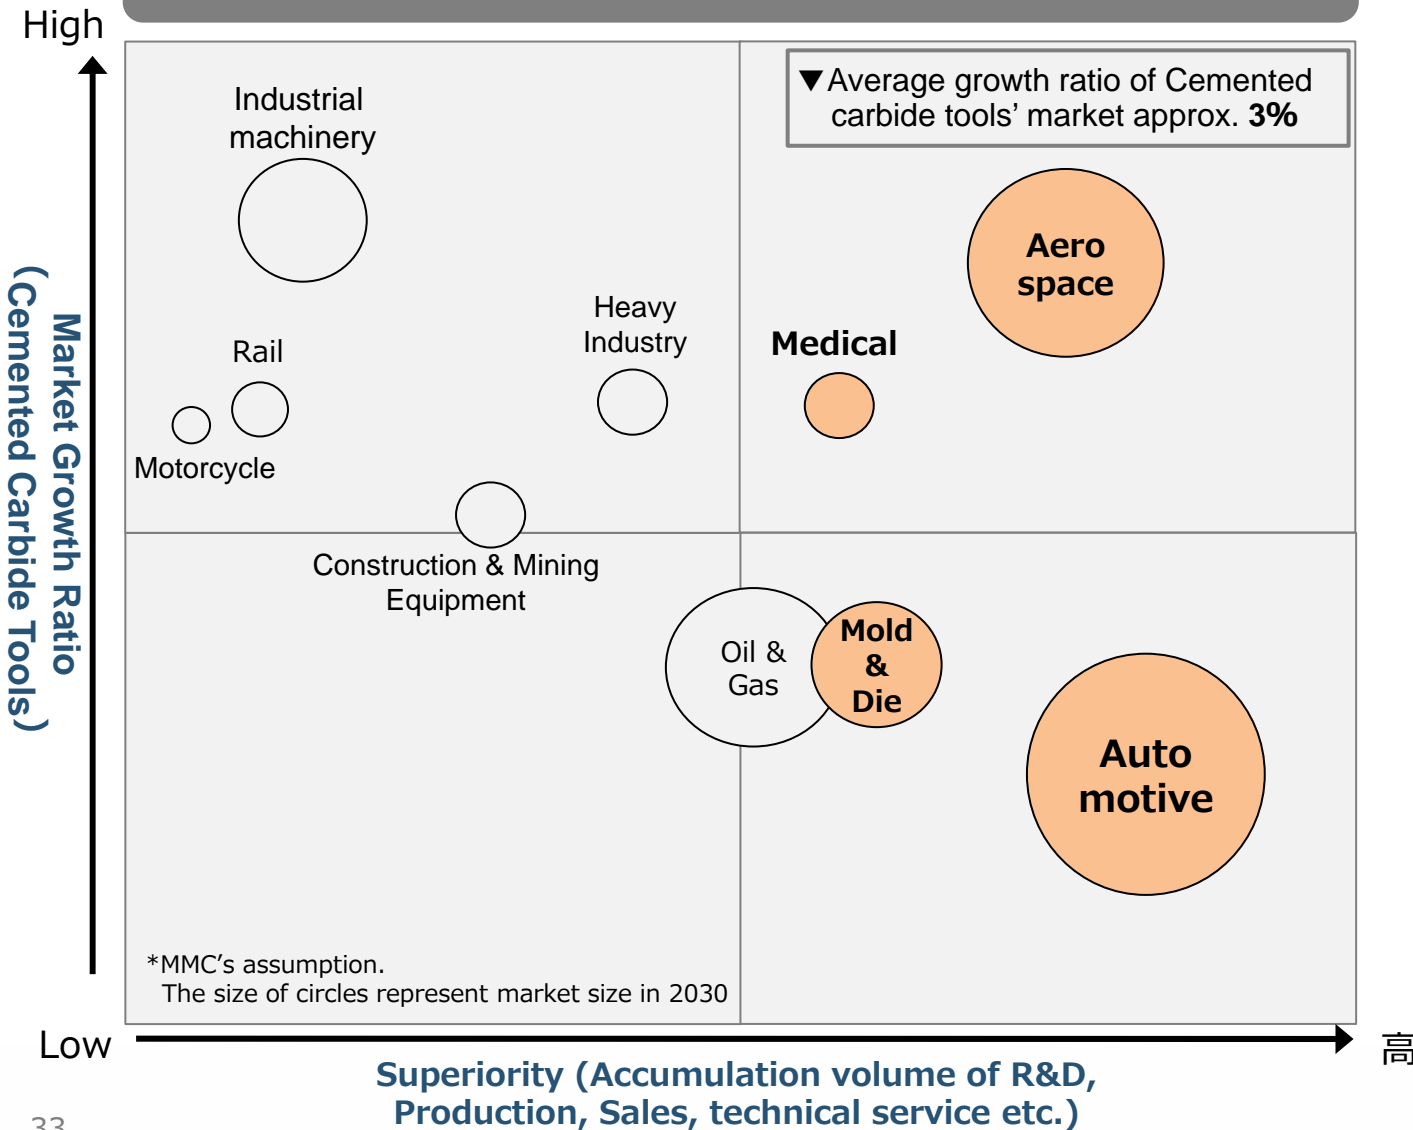 High
▼Average growth ratio of Cemented
carbide tools’ market approx. 3%
Industrial
machinery
Aero
space
Heavy
Industry
Medical
Rail
Motorcycle
Construction & Mining
Equipment
Oil &
Gas
Mold
&
Die
Auto
motive
Market Growth Ratio
(Cemented Carbide Tools)
*MMC’s assumption.
The size of circles represent market size in 2030
Low
高
Superiority (Accumulation volume of R&D,
Production, Sales, technical service etc.)
33